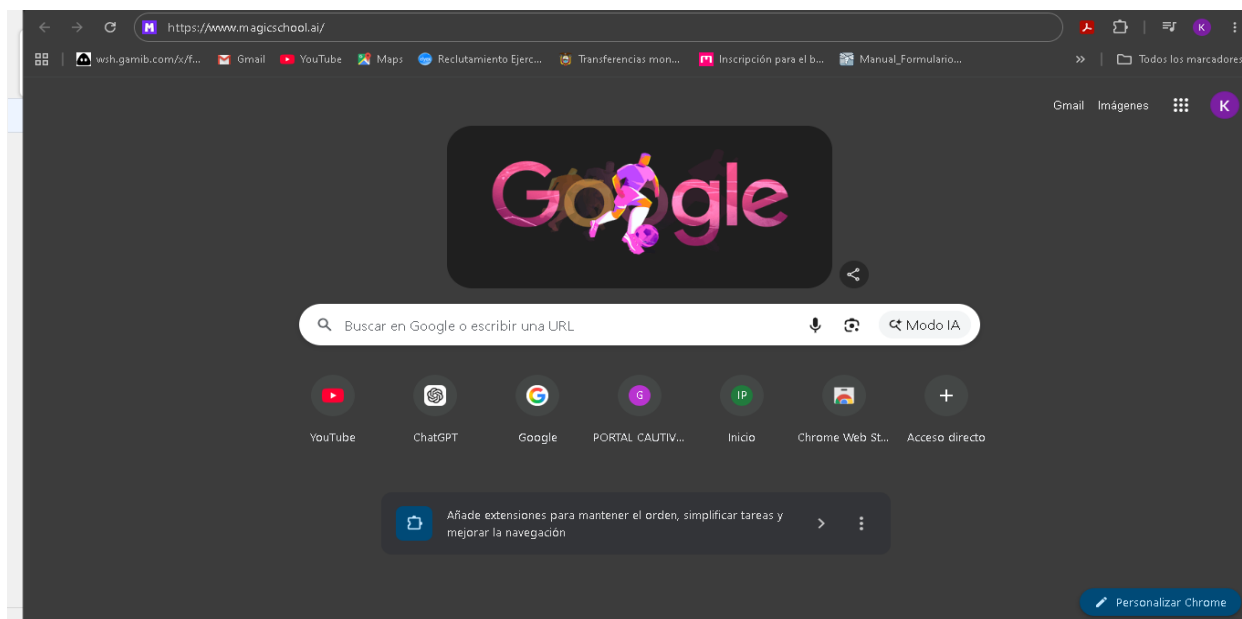 https://www.magicschool.ai/
K
wsh.gamib.com/x/f...
Gmail
YouTube
Maps
Reclutamiento Ejerc...
Transferencias mon...
Inscripción para el b...
Manual_Formulario...
Todos los marcadores
Gmail
Imágenes
K
Google
Buscar en Google o escribir una URL
Modo IA
G
IP
YouTube
ChatGPT
Google
PORTAL CAUTIV...
Inicio
Chrome Web St...
Acceso directo
Añade extensiones para mantener el orden, simplificar tareas y
mejorar la navegación
Personalizar Chrome